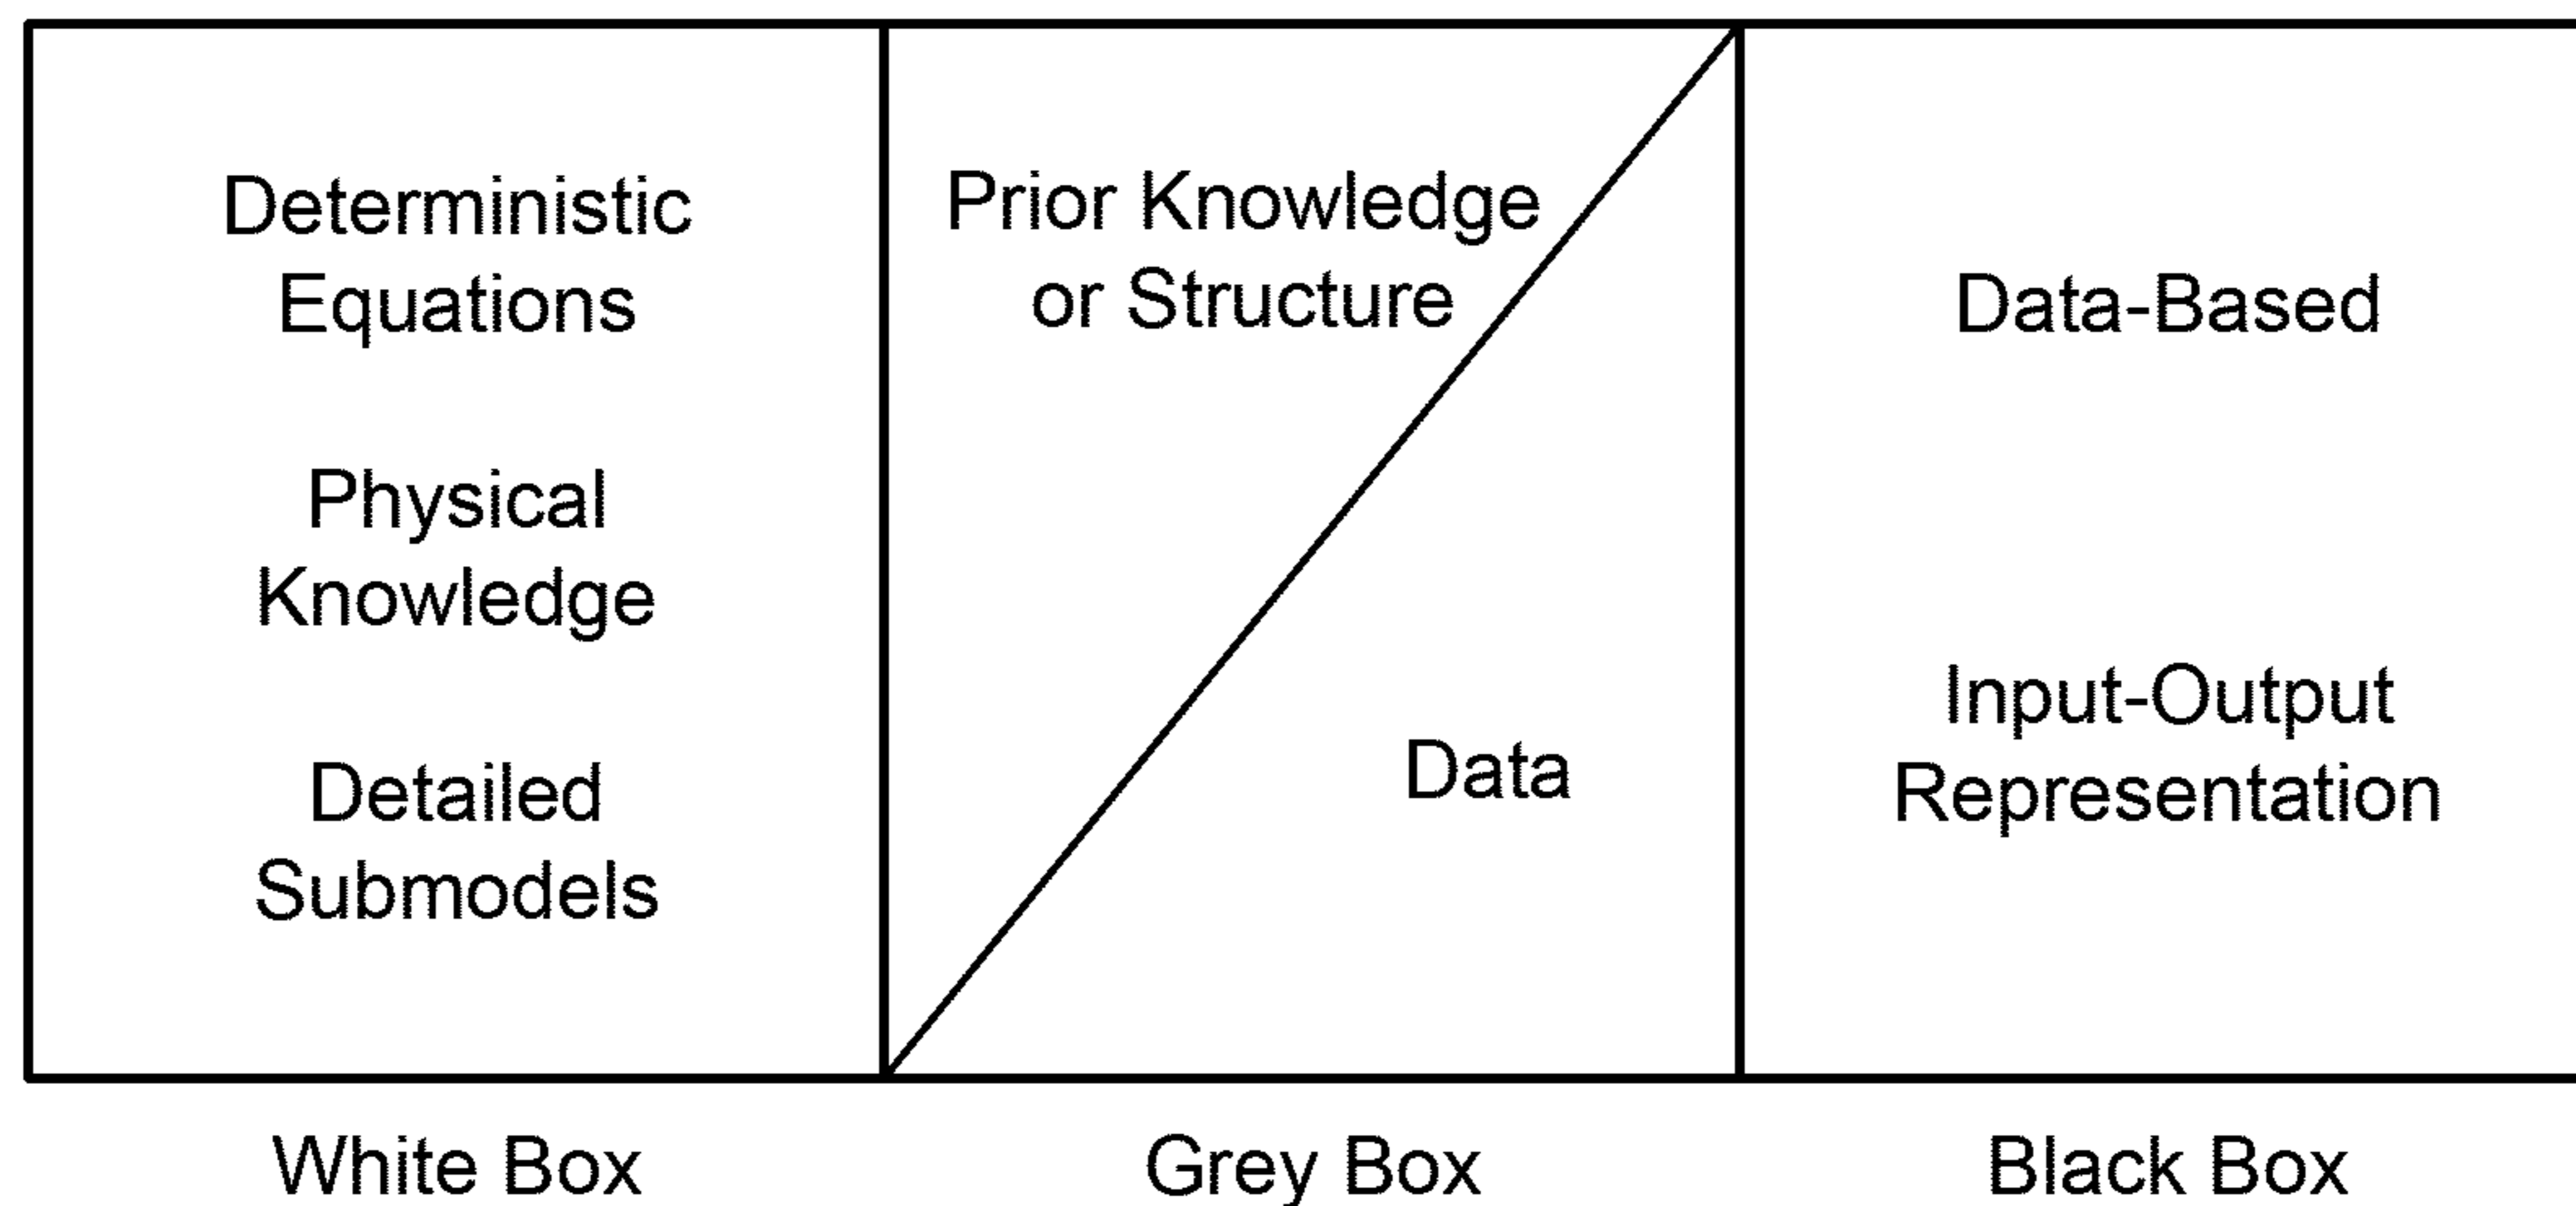 Deterministic
Equations
Physical
Knowledge
Detailed
Submodels
Prior Knowledge
or Structure
Data
Data-Based
Input-Output
Representation
White Box
Grey Box
Black Box